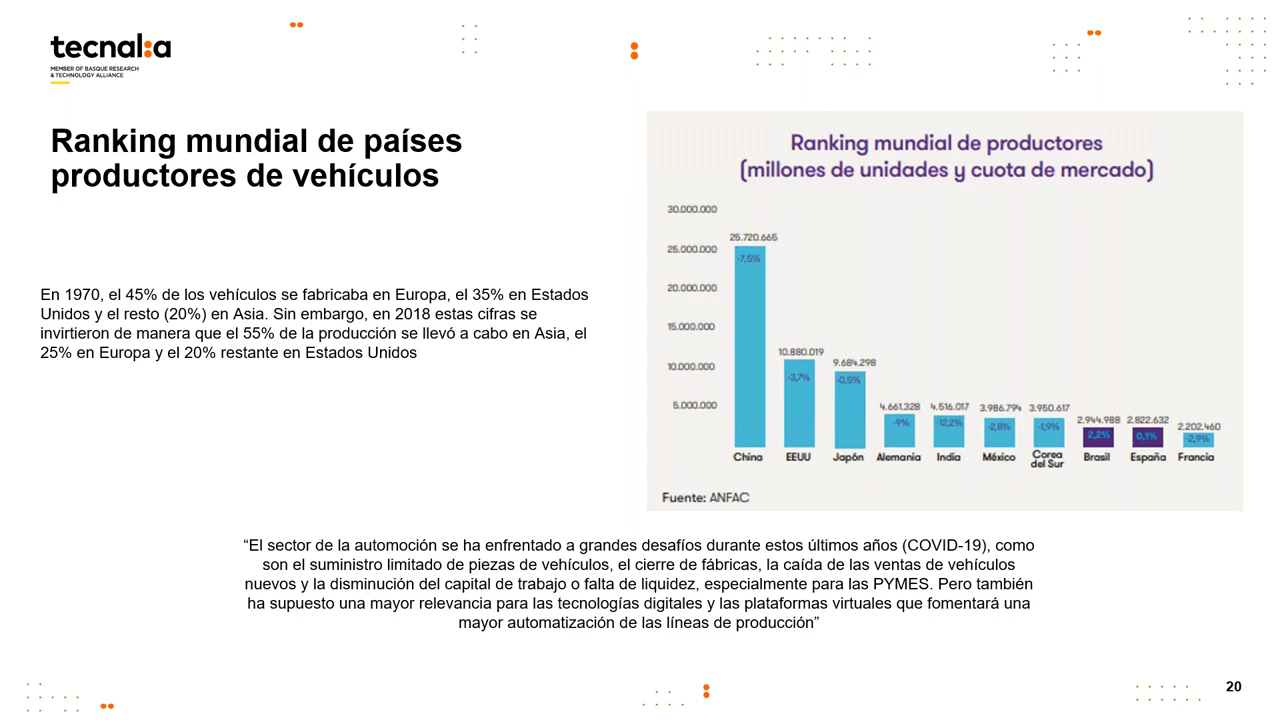 tecnalia
MEMBER OF BASQUE RESEARCH
& TECHNOLOGY ALLIANCE
Ranking mundial de países
productores de vehículos
En 1970, el 45% de los vehículos se fabricaba en Europa, el 35% en Estados
Unidos y el resto (20%) en Asia. Sin embargo, en 2018 estas cifras se
invirtieron de manera que el 55% de la producción se llevó a cabo en Asia, el
25% en Europa y el 20% restante en Estados Unidos
Ranking mundial de productores
(millones de unidades y cuota de mercado)
30.000.000
25.000.000
20.000.000
15.000.000
10.000.000
5.000.000
25.720.665
10.880.019
9.684.298
4.661.328
4.516.017
3.986.794
3.950.617
2.944.988
2.822.632
2.202.460
-7,5%
-3,7%
-0,5%
-9%
-12,2%
-2,8%
-1,9%
2,2%
0,1%
-2,9%
China
EEUU
Japón
Alemania
India
México
Corea
del Sur
Brasil
España
Francia
Fuente: ANFAC
“El sector de la automoción se ha enfrentado a grandes desafíos durante estos últimos años (COVID-19), como
son el suministro limitado de piezas de vehículos, el cierre de fábricas, la caída de las ventas de vehículos
nuevos y la disminución del capital de trabajo o falta de liquidez, especialmente para las PYMES. Pero también
ha supuesto una mayor relevancia para las tecnologías digitales y las plataformas virtuales que fomentará una
mayor automatización de las líneas de producción”
20